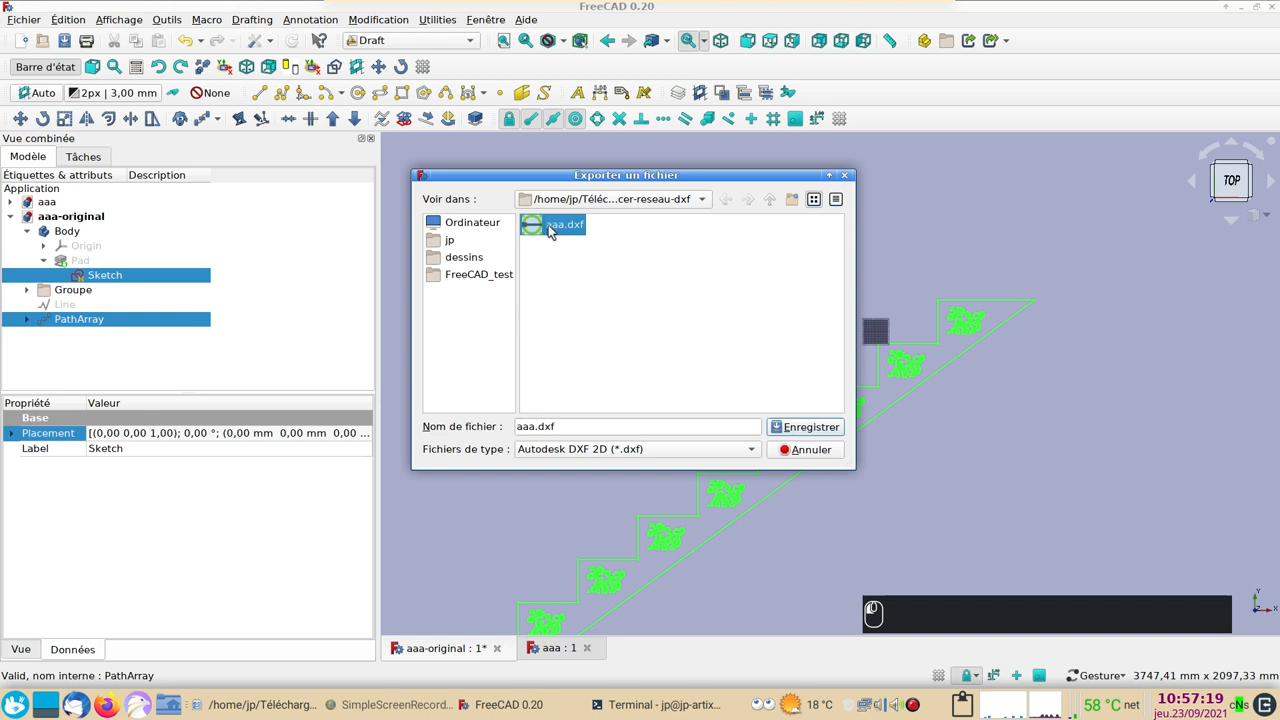 FreeCAD 0.20
Fichier Édition Affichage Outils Macro Drafting Annotation Modification Utilities Fenêtre Aide
Draft
Barre d'état
Auto 2px | 3,00 mm None
Vue combinée
Modèle Tâches
Étiquettes & attributs Description
Application
aaa
aaa-original
Body
Origin
Pad
Sketch
Groupe
Line
PathArray
Propriété Valeur
Base
Placement [(0,00 0,00 1,00); 0,00 °; (0,00 mm 0,00 mm 0,00 ...
Label Sketch
Vue Données
Exporter un fichier
Voir dans : /home/jp/Téléc...cer-reseau-dxf
Ordinateur
jp
dessins
FreeCAD_test
aaa.dxf
Nom de fichier : aaa.dxf Enregistrer
Fichiers de type : Autodesk DXF 2D (*.dxf) Annuler
TOP
Y
X
aaa-original : 1* aaa : 1
Valid, nom interne : PathArray Gesture 3747,41 mm x 2097,33 mm
/home/jp/Télécharg... SimpleScreenRecord... FreeCAD 0.20 Terminal - jp@jp-artix... 18 °C 58 °C net 10:57:19
jeu.23/09/2021